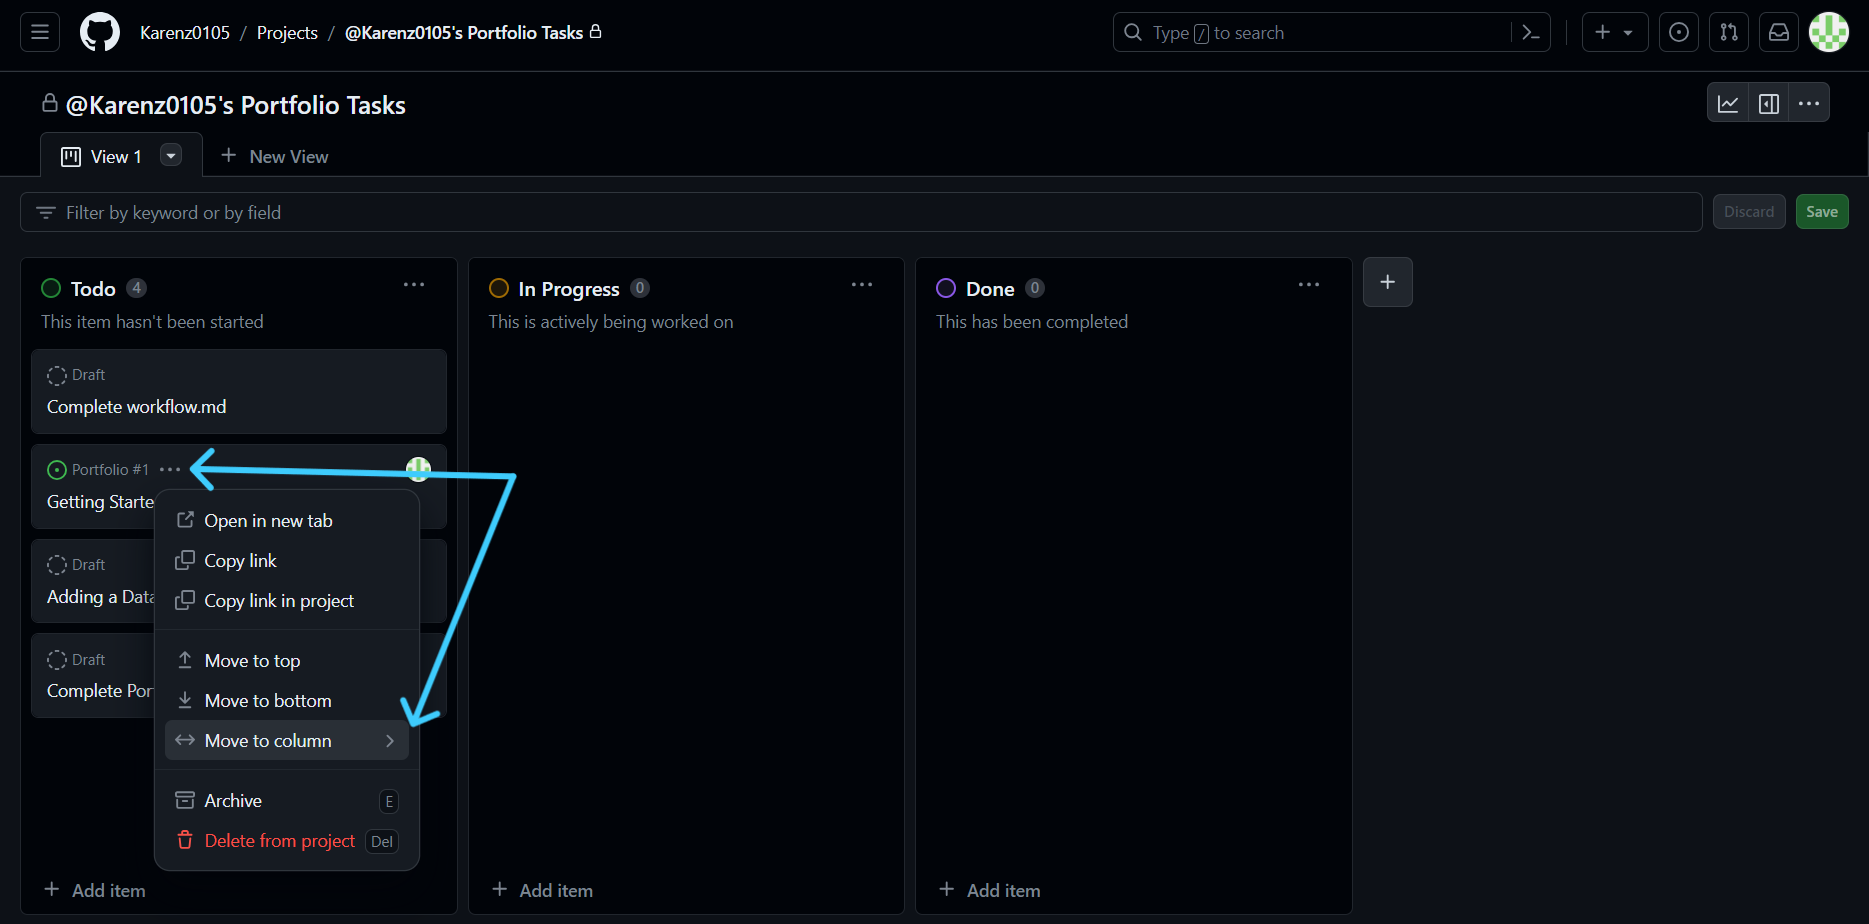 Karenz0105 / Projects / @Karenz0105's Portfolio Tasks
Type / to search
@Karenz0105's Portfolio Tasks
View 1
New View
Filter by keyword or by field
Discard
Save
Todo 4
This item hasn't been started
Draft
Complete workflow.md
Portfolio #1
Getting Starte
Draft
Adding a Data
Draft
Complete Por
Open in new tab
Copy link
Copy link in project
Move to top
Move to bottom
Move to column
Archive E
Delete from project Del
Add item
In Progress 0
This is actively being worked on
Add item
Done 0
This has been completed
Add item